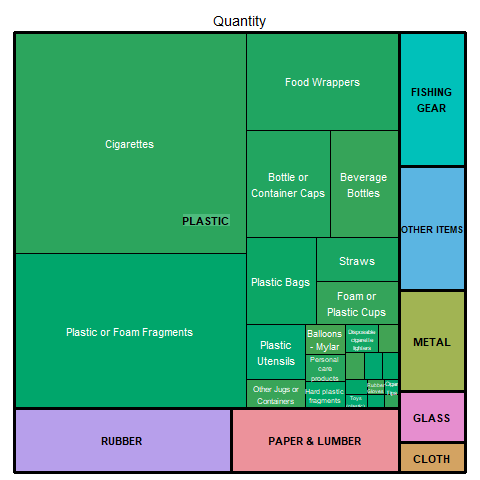 Quantity
Cigarettes
PLASTIC
Plastic or Foam Fragments
Food Wrappers
Bottle or
Container Caps
Beverage
Bottles
Plastic Bags
Straws
Foam or
Plastic Cups
Plastic
Utensils
Balloons
- Mylar
Disposable
cigarette
lighters
Personal
care
products
Other Jugs or
Containers
Hard plastic
fragments
Rubber
Gloves
Toys
FISHING
GEAR
OTHER ITEMS
METAL
GLASS
CLOTH
RUBBER
PAPER & LUMBER